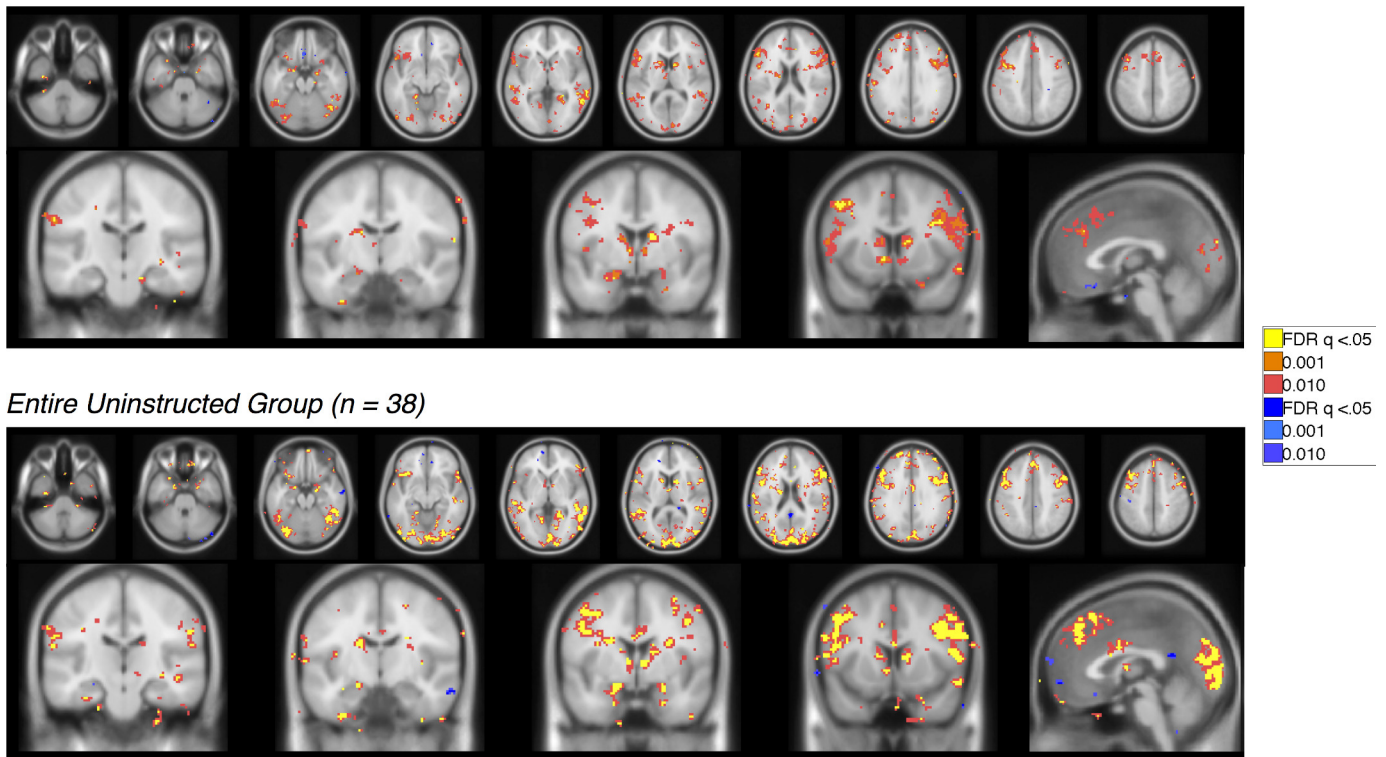 FDR q <.05
0.001
0.010
FDR q <.05
0.001
0.010
Entire Uninstructed Group (n = 38)